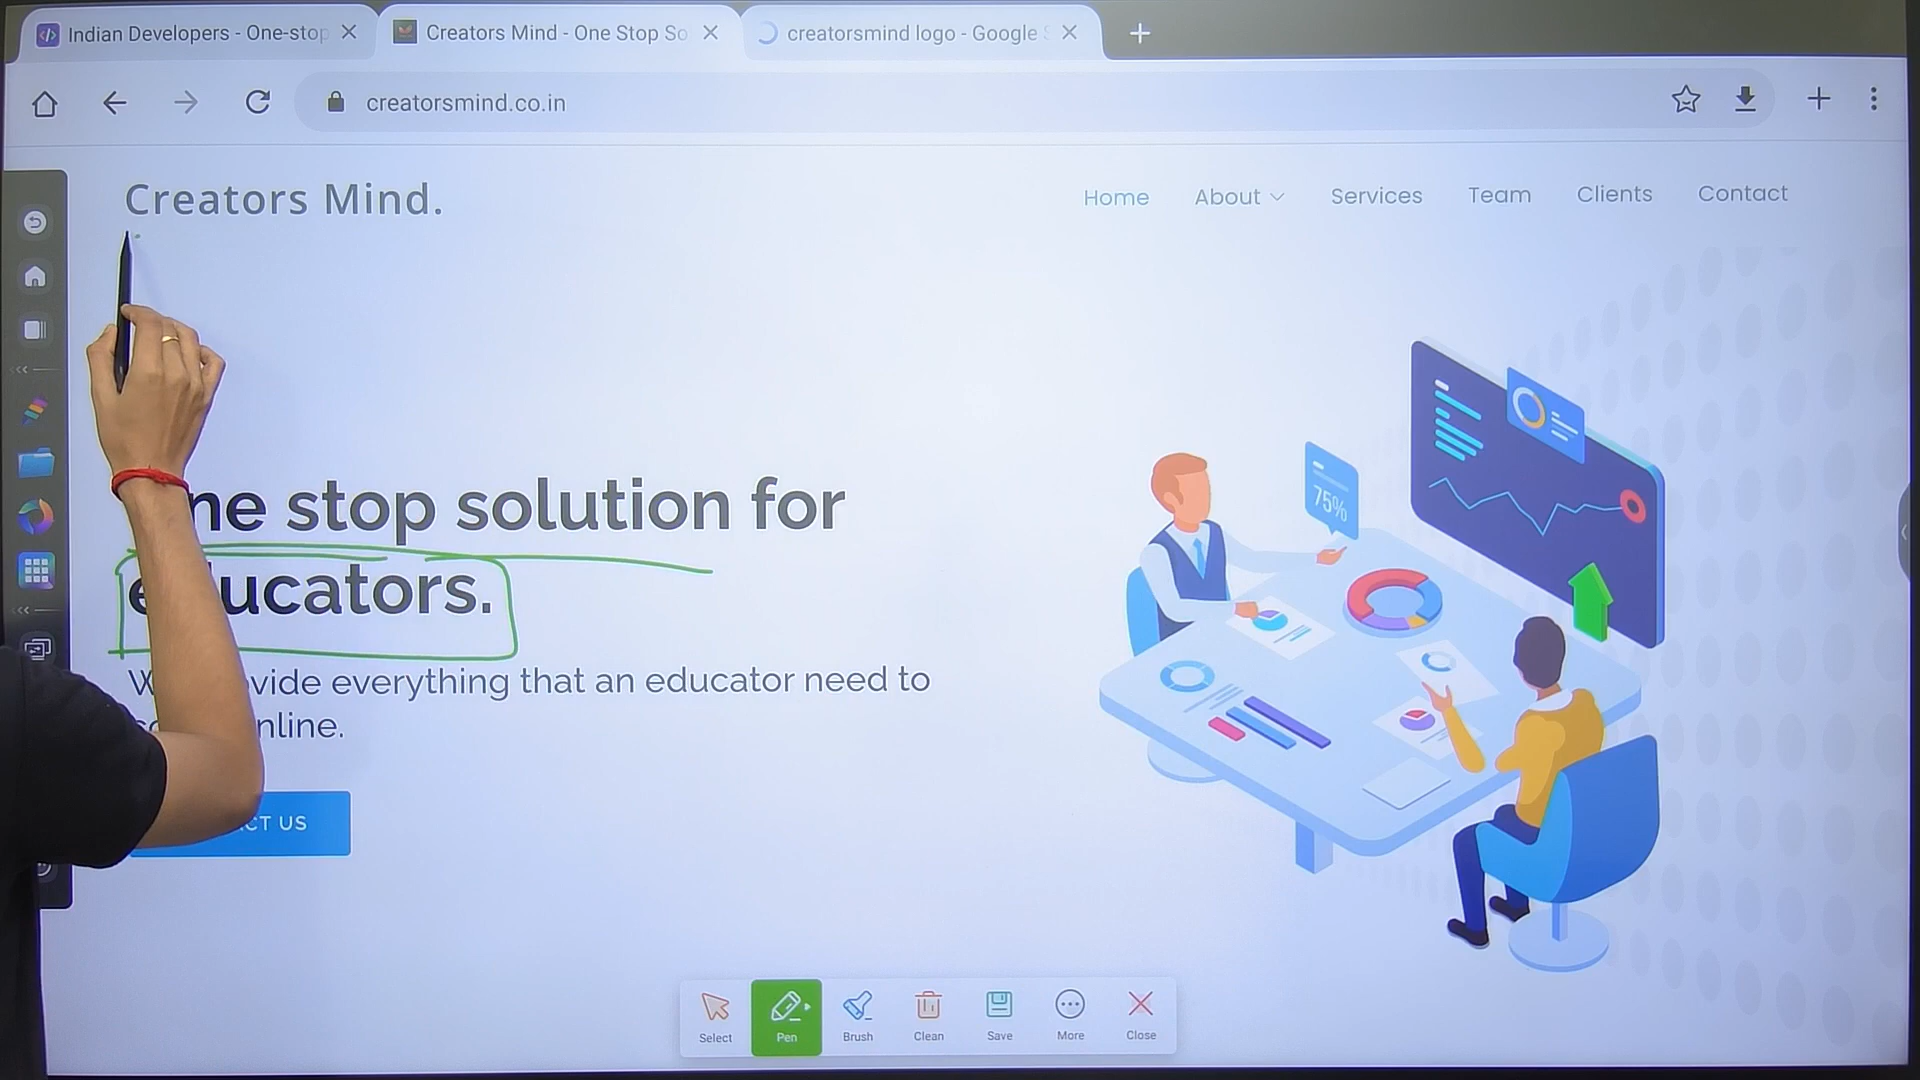 Indian Developers - One-stop
Creators Mind - One Stop So
creatorsmind logo - Google
creatorsmind.co.in
Creators Mind.
Home
About
Services
Team
Clients
Contact
75%
ne stop solution for
educators.
vide everything that an educator need to
nline.
CT US
Select
Pen
Brush
Clean
Save
More
Close